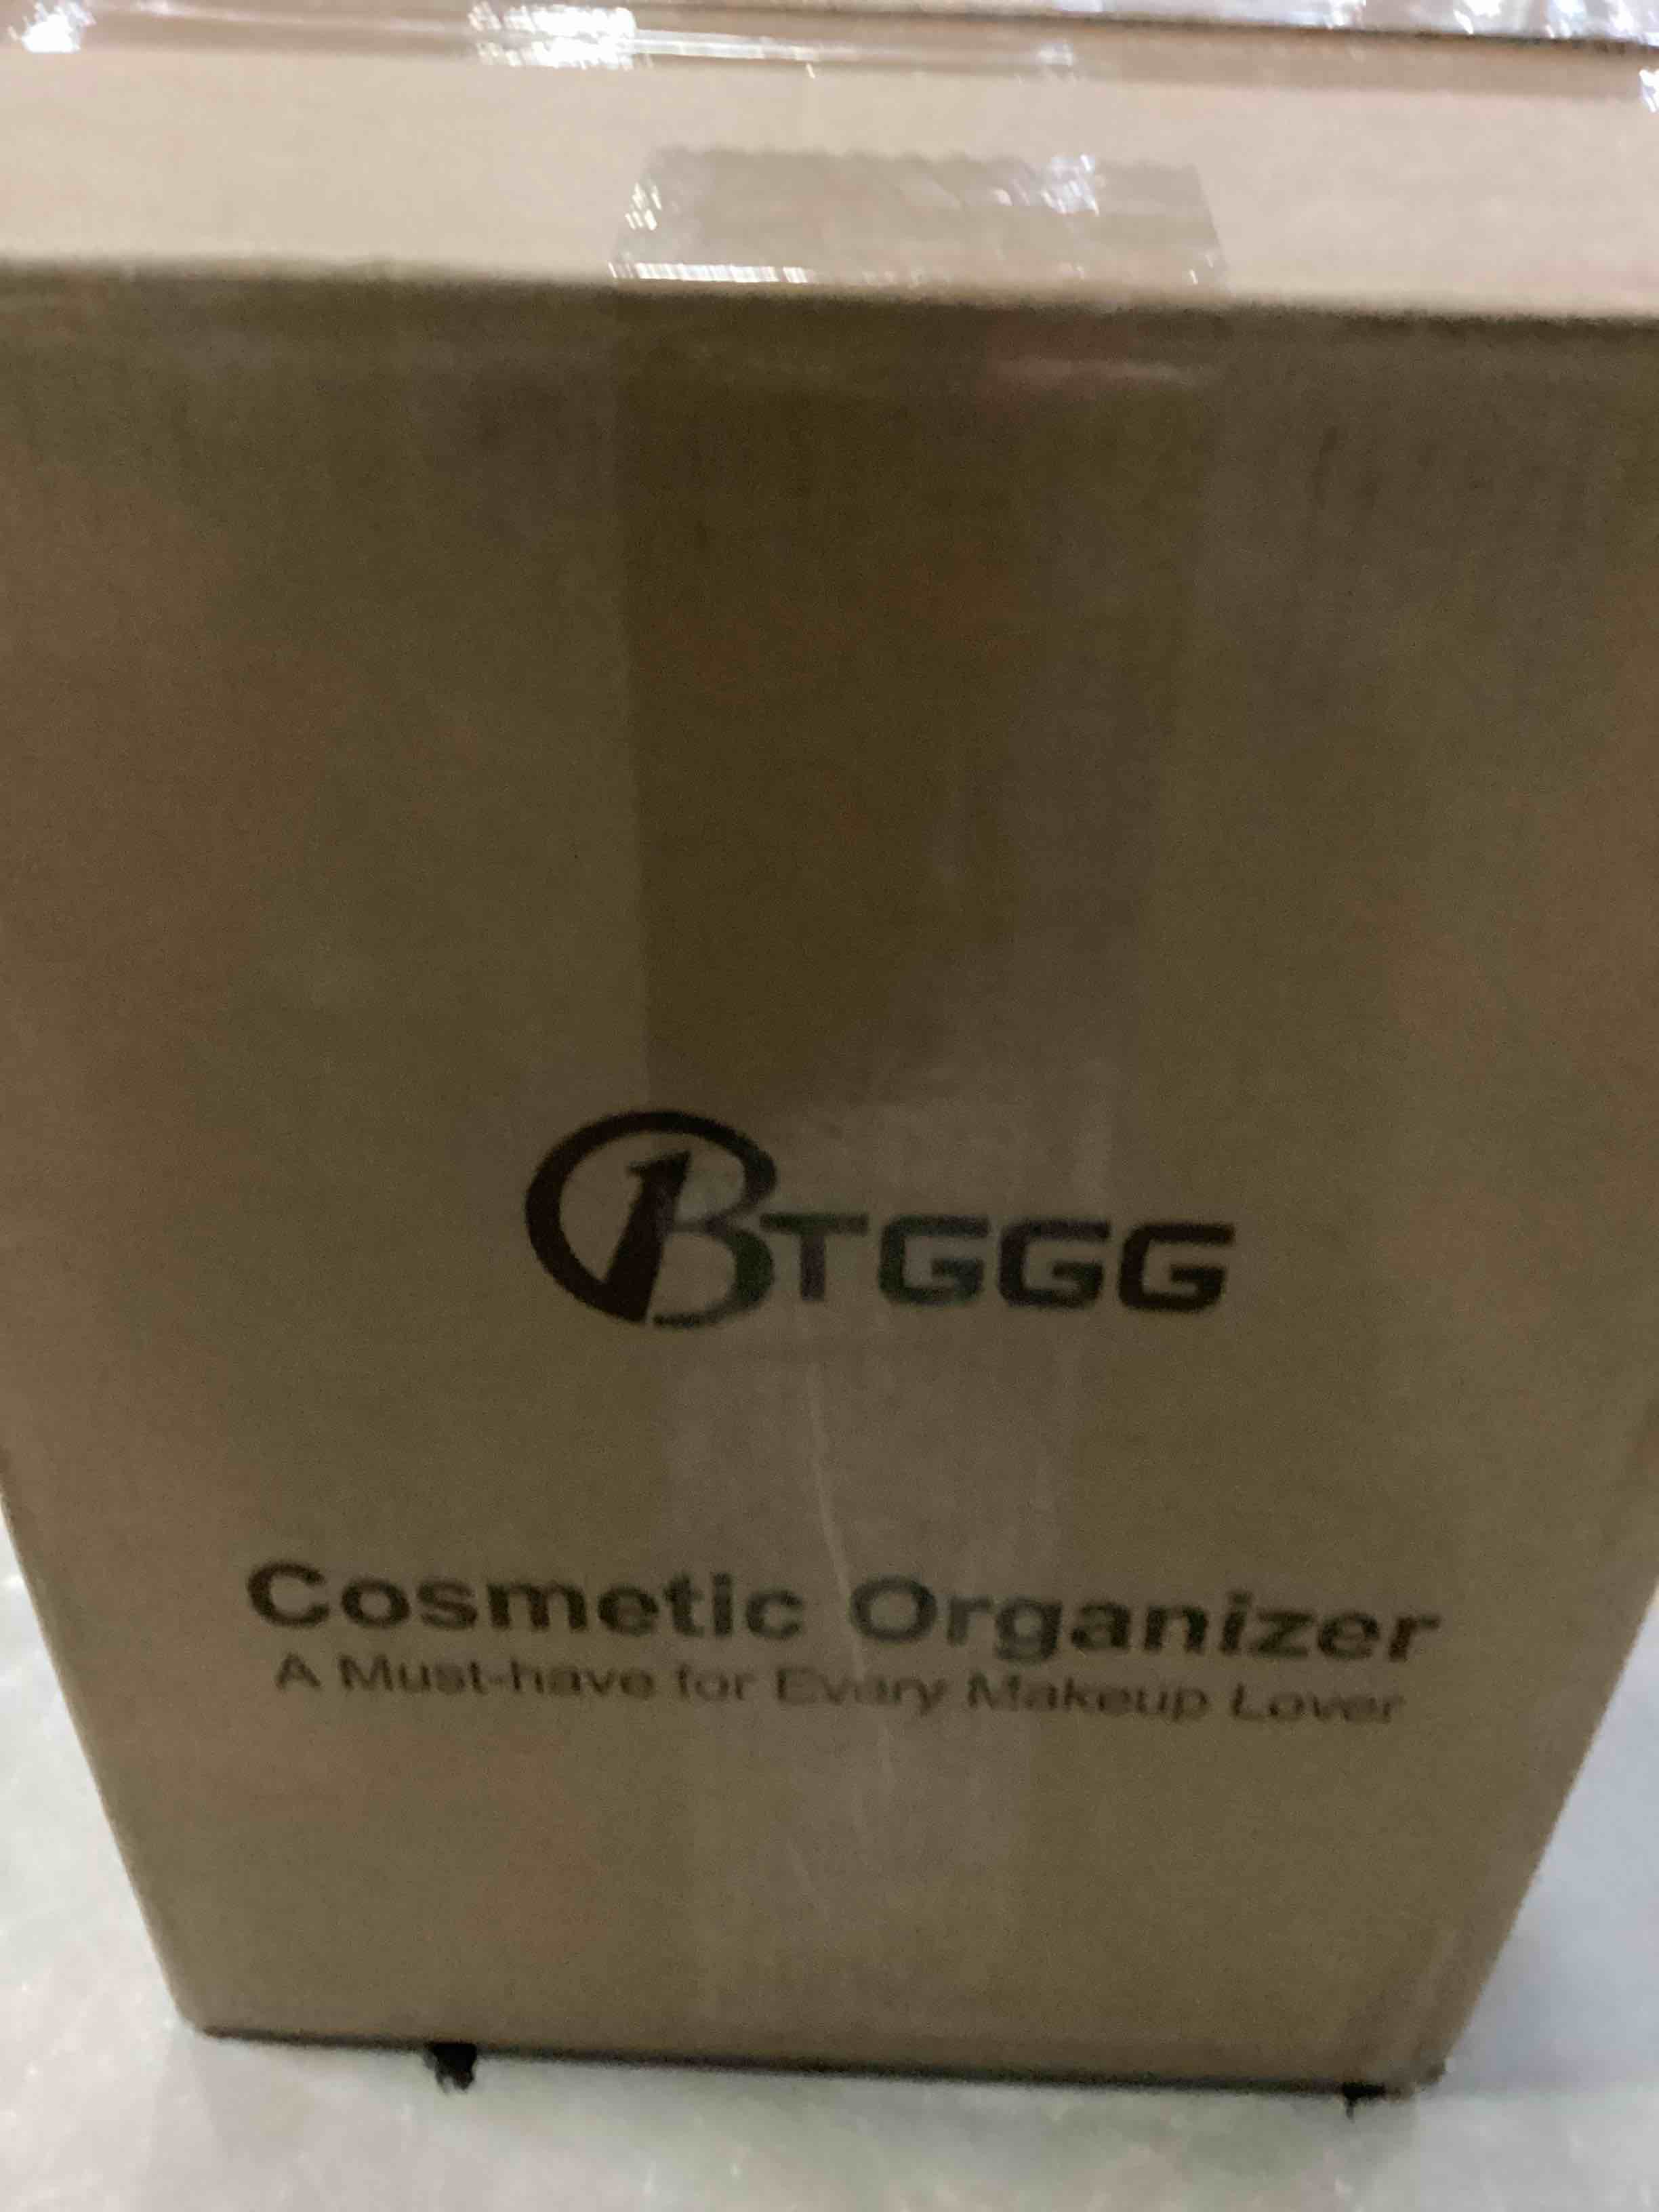 BTGGG
Cosmetic Organizer
A Must-have for Every Makeup Lover